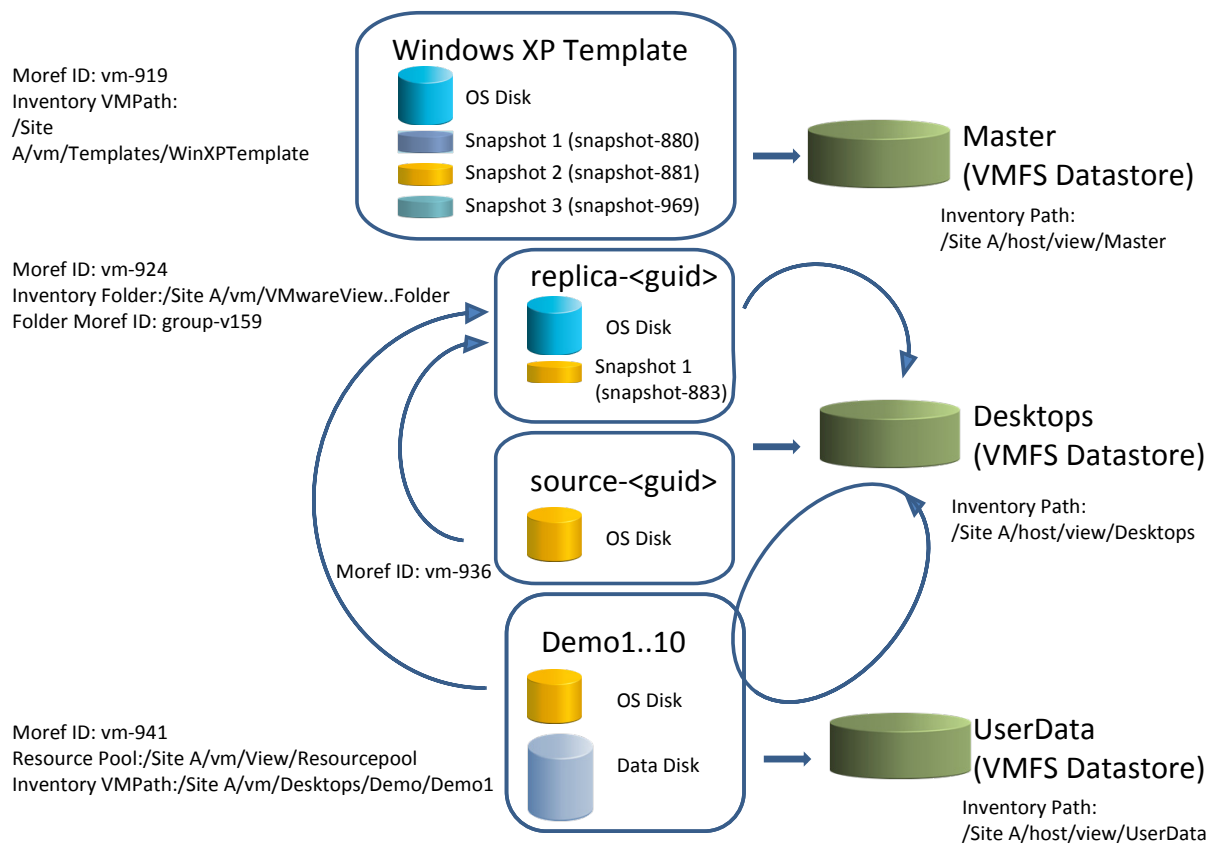 Windows XP Template
OS Disk
Snapshot 1 (snapshot-880)
Snapshot 2 (snapshot-881)
Snapshot 3 (snapshot-969)
Moref ID: vm-919
Inventory VMPath:
/Site
A/vm/Templates/WinXPTemplate
Master
(VMFS Datastore)
Inventory Path:
/Site A/host/view/Master
Moref ID: vm-924
Inventory Folder:/Site A/vm/VMwareView..Folder
Folder Moref ID: group-v159
replica-<guid>
OS Disk
Snapshot 1
(snapshot-883)
Desktops
(VMFS Datastore)
Inventory Path:
/Site A/host/view/Desktops
source-<guid>
OS Disk
Moref ID: vm-936
Demo1..10
OS Disk
Data Disk
Moref ID: vm-941
Resource Pool:/Site A/vm/View/Resourcepool
Inventory VMPath:/Site A/vm/Desktops/Demo/Demo1
UserData
(VMFS Datastore)
Inventory Path:
/Site A/host/view/UserData